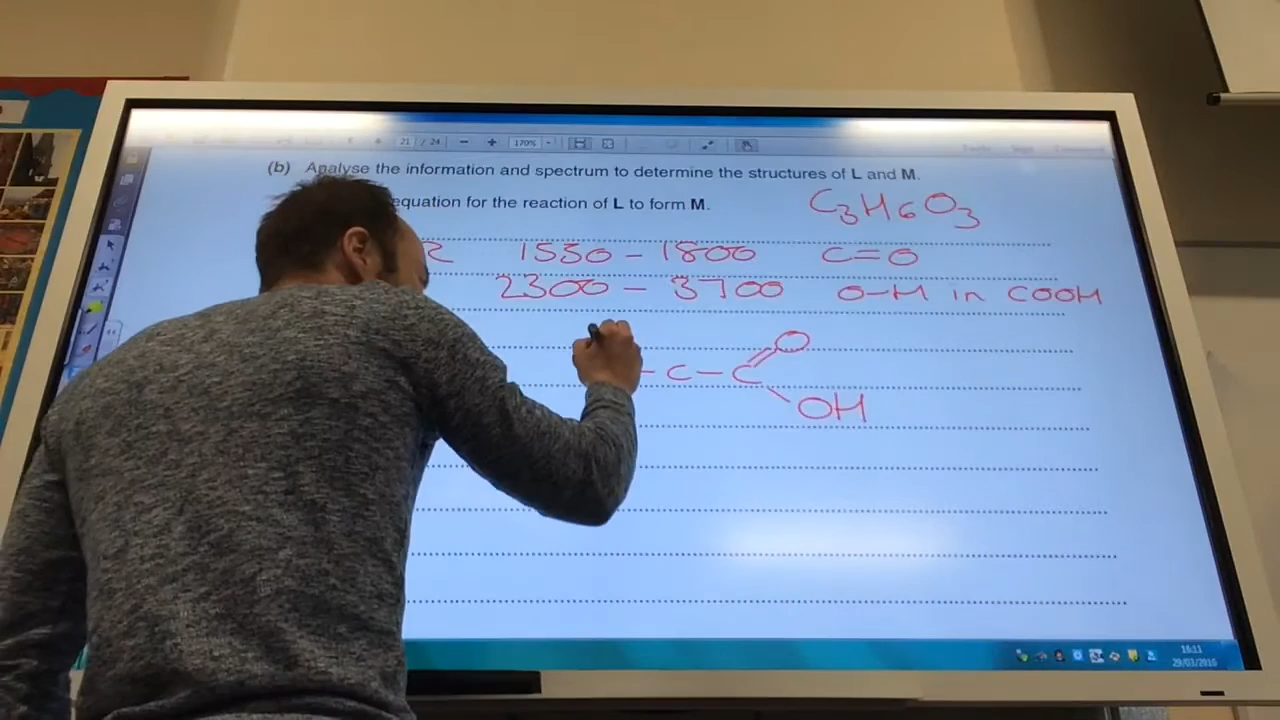 21 / 24 170%
(b) Analyse the information and spectrum to determine the structures of L and M.
equation for the reaction of L to form M.
C3H6O3
1530 – 1800 C=O
2300 – 3700 O–H in COOH
O
– C – C
OH
16:11
29/03/2016